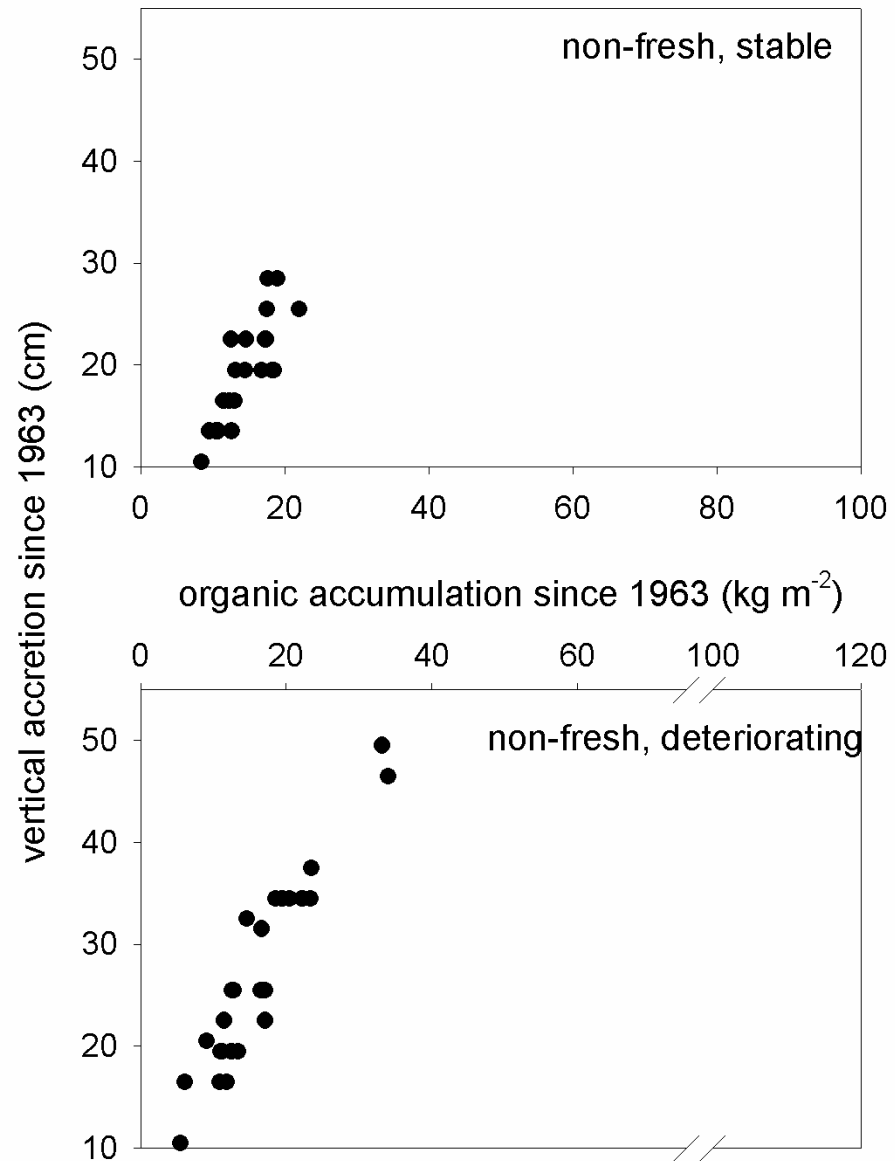 50
non-fresh, stable
40
30
20
10
0 20 40 60 80 100
vertical accretion since 1963 (cm)
organic accumulation since 1963 (kg m⁻²)
0 20 40 60 100 120
50
non-fresh, deteriorating
40
30
20
10